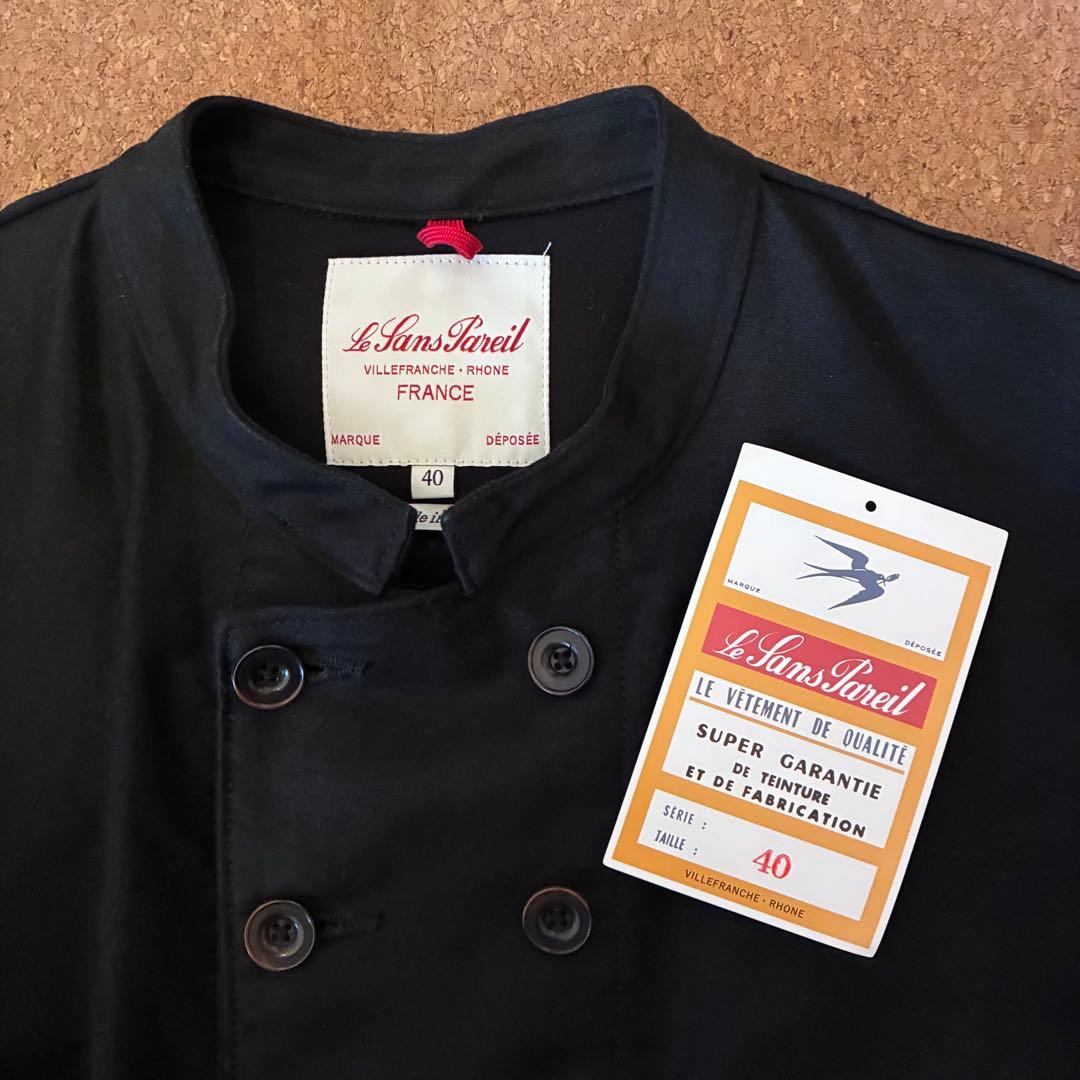 Le Sans Pareil
VILLEFRANCHE • RHONE
FRANCE
MARQUE DÉPOSÉE
40
MARQUE
DÉPOSÉE
Le Sans Pareil
LE VÊTEMENT DE QUALITÉ
SUPER GARANTIE
DE TEINTURE
ET DE FABRICATION
SÉRIE :
TAILLE : 40
VILLEFRANCHE • RHONE